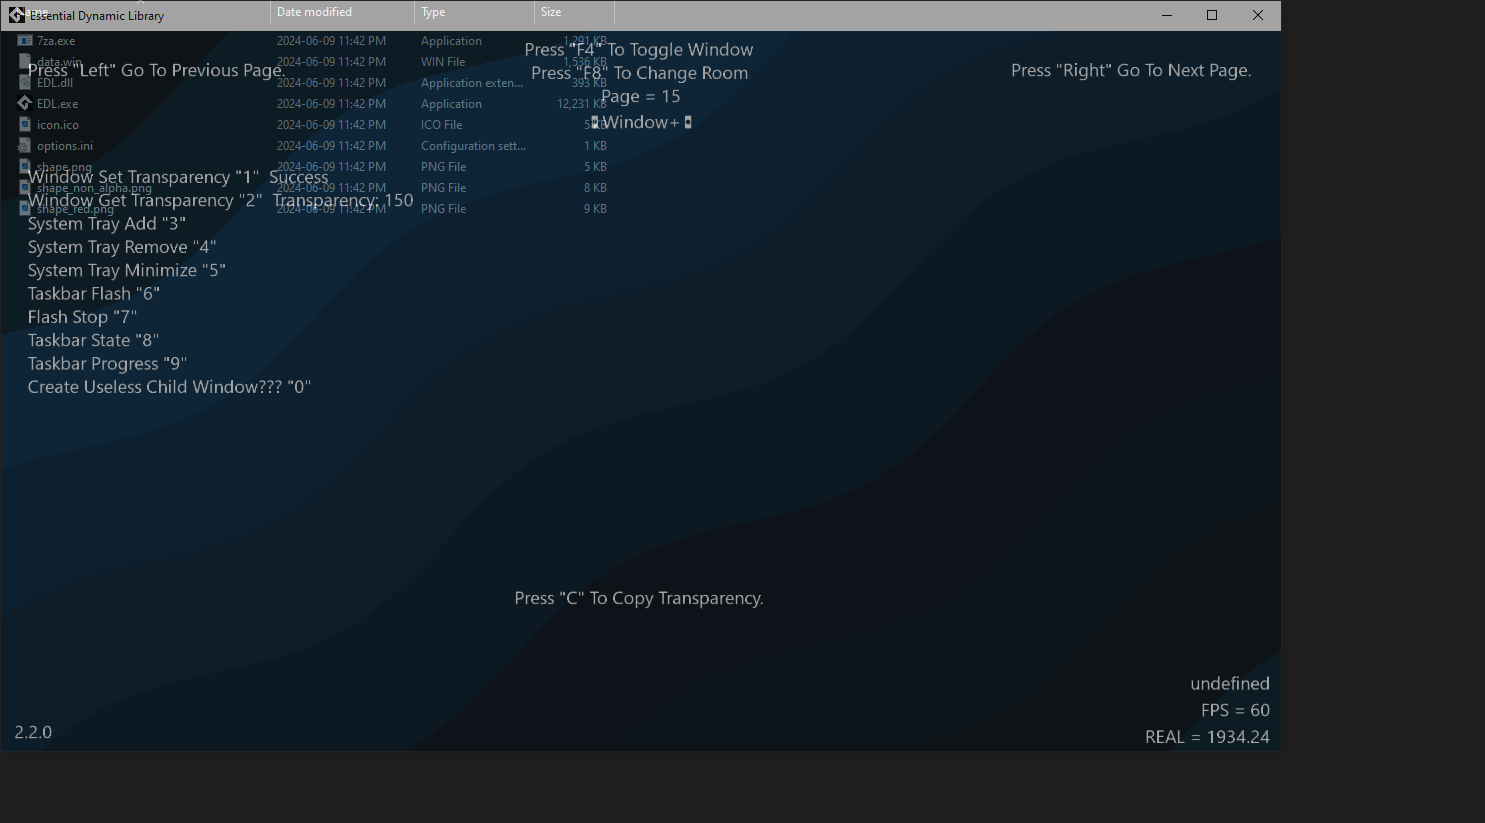 Name Date modified Type Size
Essential Dynamic Library
7za.exe 2024-06-09 11:42 PM Application 1,291 KB
Press "F4" To Toggle Window
data.win 2024-06-09 11:42 PM WIN File 1,536 KB
Press "Left" Go To Previous Page.
Press "F8" To Change Room
Press "Right" Go To Next Page.
EDL.dll 2024-06-09 11:42 PM Application exten... 393 KB
Page = 15
EDL.exe 2024-06-09 11:42 PM Application 12,231 KB
Window+
icon.ico 2024-06-09 11:42 PM ICO File 5 KB
options.ini 2024-06-09 11:42 PM Configuration sett... 1 KB
shape.png 2024-06-09 11:42 PM PNG File 5 KB
Window Set Transparency "1" Success
shape_non_alpha.png 2024-06-09 11:42 PM PNG File 8 KB
Window Get Transparency "2" Transparency: 150
shape_red.png 2024-06-09 11:42 PM PNG File 9 KB
System Tray Add "3"
System Tray Remove "4"
System Tray Minimize "5"
Taskbar Flash "6"
Flash Stop "7"
Taskbar State "8"
Taskbar Progress "9"
Create Useless Child Window??? "0"
Press "C" To Copy Transparency.
undefined
FPS = 60
2.2.0
REAL = 1934.24